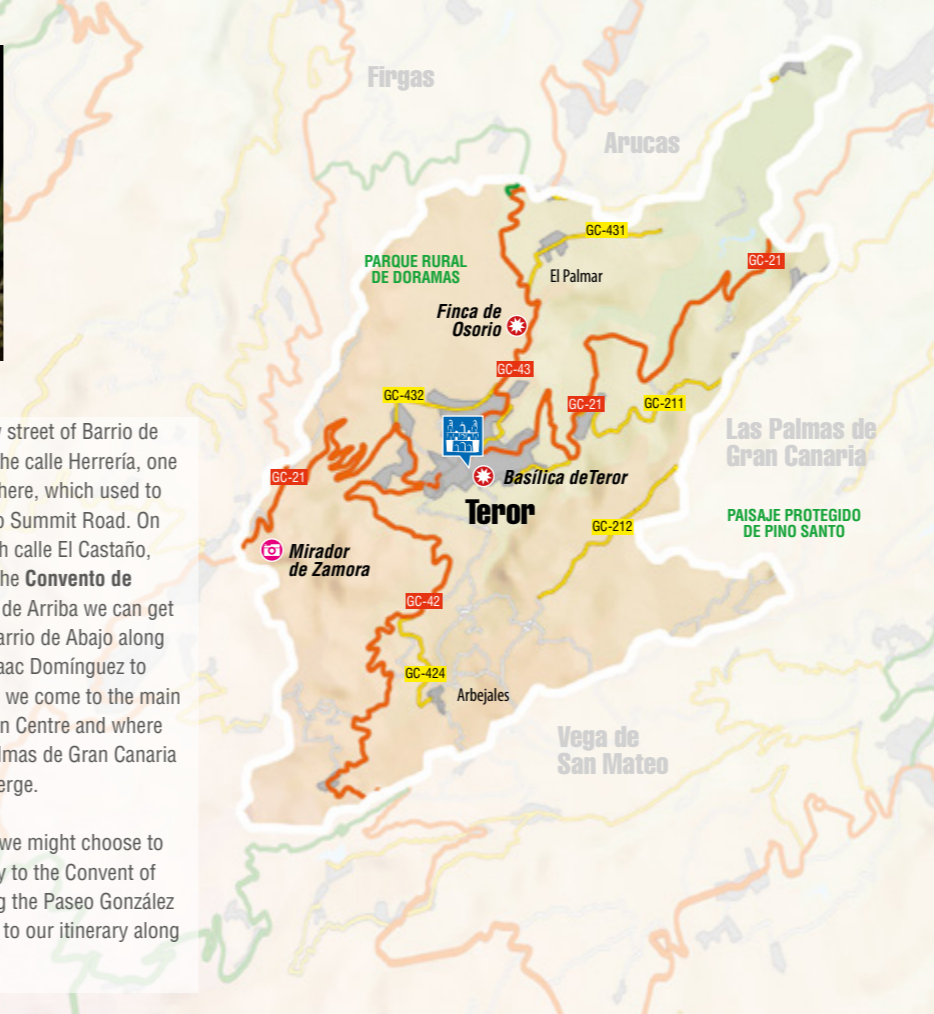 Firgas
Arucas
GC-431
GC-21
PARQUE RURAL
DE DORAMAS
El Palmar
Finca de
Osorio
GC-43
GC-432
GC-21
GC-211
Las Palmas de
Gran Canaria
GC-21
Basílica deTeror
Teror
PAISAJE PROTEGIDO
DE PINO SANTO
GC-212
Mirador
de Zamora
GC-42
GC-424
Arbejales
Vega de
San Mateo
street of Barrio de
he calle Herrería, one
here, which used to
o Summit Road. On
h calle El Castaño,
he Convento de
de Arriba we can get
arrio de Abajo along
aac Domínguez to
we come to the main
n Centre and where
almas de Gran Canaria
erge.
we might choose to
y to the Convent of
g the Paseo González
to our itinerary along